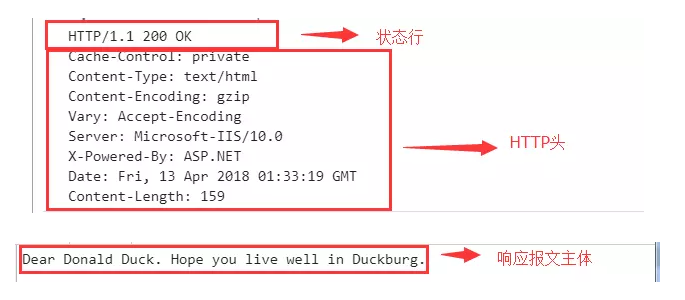 HTTP/1.1 200 OK 状态行
Cache-Control: private
Content-Type: text/html
Content-Encoding: gzip
Vary: Accept-Encoding
Server: Microsoft-IIS/10.0 HTTP头
X-Powered-By: ASP.NET
Date: Fri, 13 Apr 2018 01:33:19 GMT
Content-Length: 159
Dear Donald Duck. Hope you live well in Duckburg. 响应报文主体